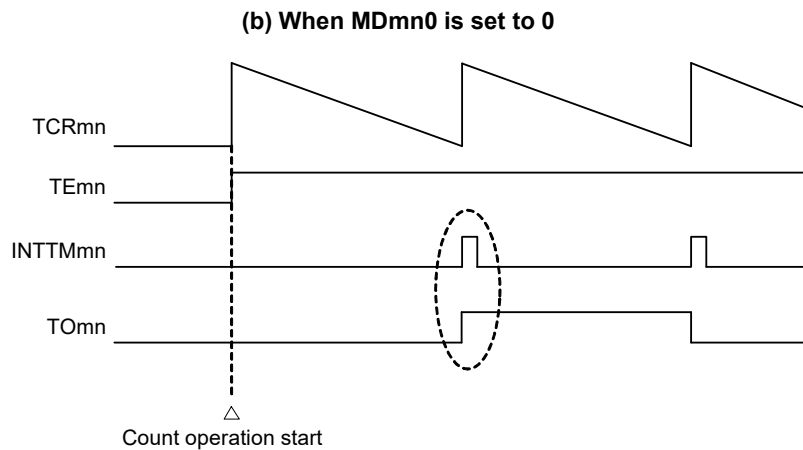 (b) When MDmn0 is set to 0
TCRmn
TEmn
INTTMmn
TOmn
Count operation start